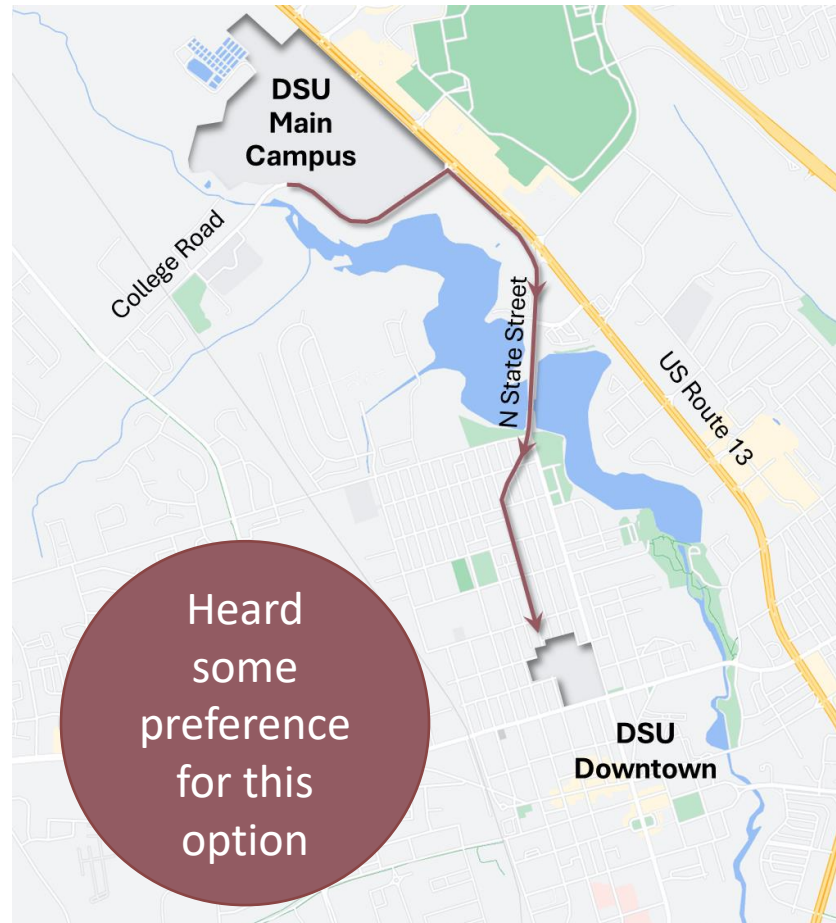 DSU
Main
Campus
College Road
N State Street
US Route 13
Heard
some
preference
for this
option
DSU
Downtown